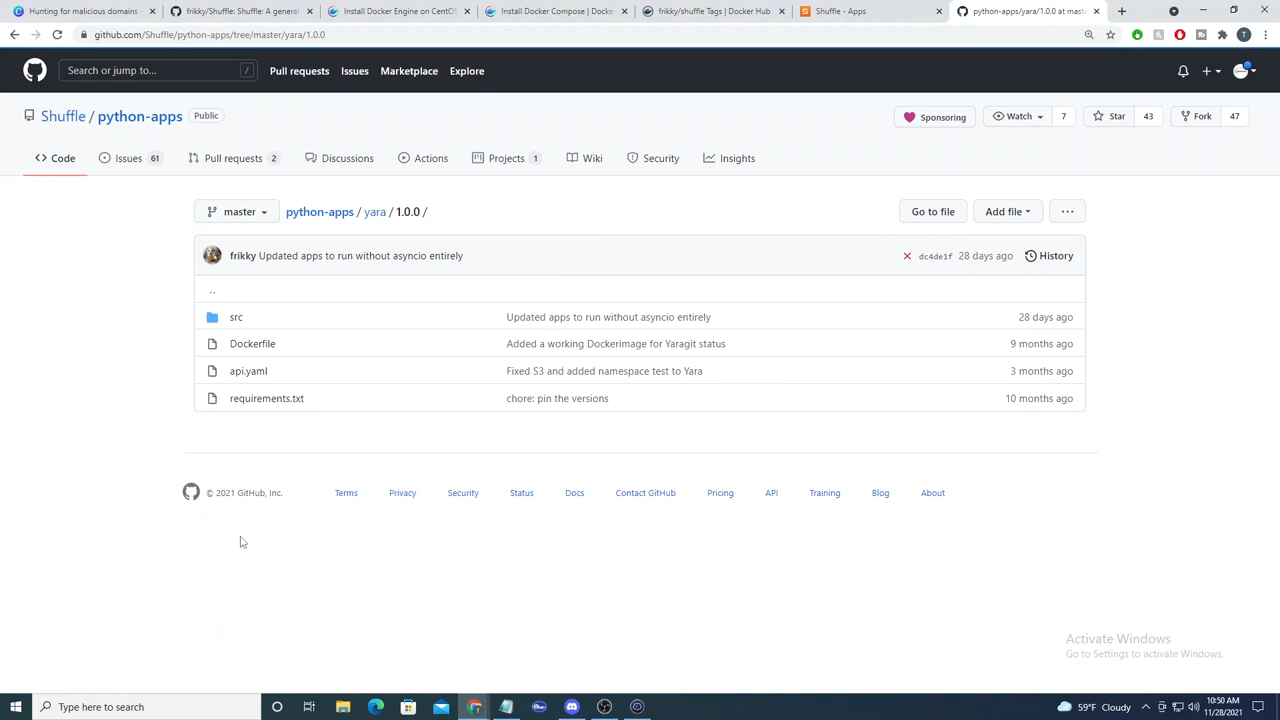 Hunting for malicious domains -
frikky/Shuffle: Shuffle: A general
Install Docker Engine on CentOS
Install Docker Compose | Docke
frikky/shuffle Tags | Docker Hub
Shuffle - Apps
python-apps/yara/1.0.0 at maste
github.com/Shuffle/python-apps/tree/master/yara/1.0.0
Search or jump to...
/
Pull requests
Issues
Marketplace
Explore
Shuffle / python-apps
Public
Sponsoring
Watch
7
Star
43
Fork
47
Code
Issues 61
Pull requests 2
Discussions
Actions
Projects 1
Wiki
Security
Insights
master
python-apps / yara / 1.0.0 /
Go to file
Add file
...
frikky Updated apps to run without asyncio entirely
dc4de1f 28 days ago
History
..
src Updated apps to run without asyncio entirely 28 days ago
Dockerfile Added a working Dockerimage for Yaragit status 9 months ago
api.yaml Fixed S3 and added namespace test to Yara 3 months ago
requirements.txt chore: pin the versions 10 months ago
© 2021 GitHub, Inc.
Terms
Privacy
Security
Status
Docs
Contact GitHub
Pricing
API
Training
Blog
About
Activate Windows
Go to Settings to activate Windows.
Type here to search
59°F Cloudy
10:50 AM
11/28/2021